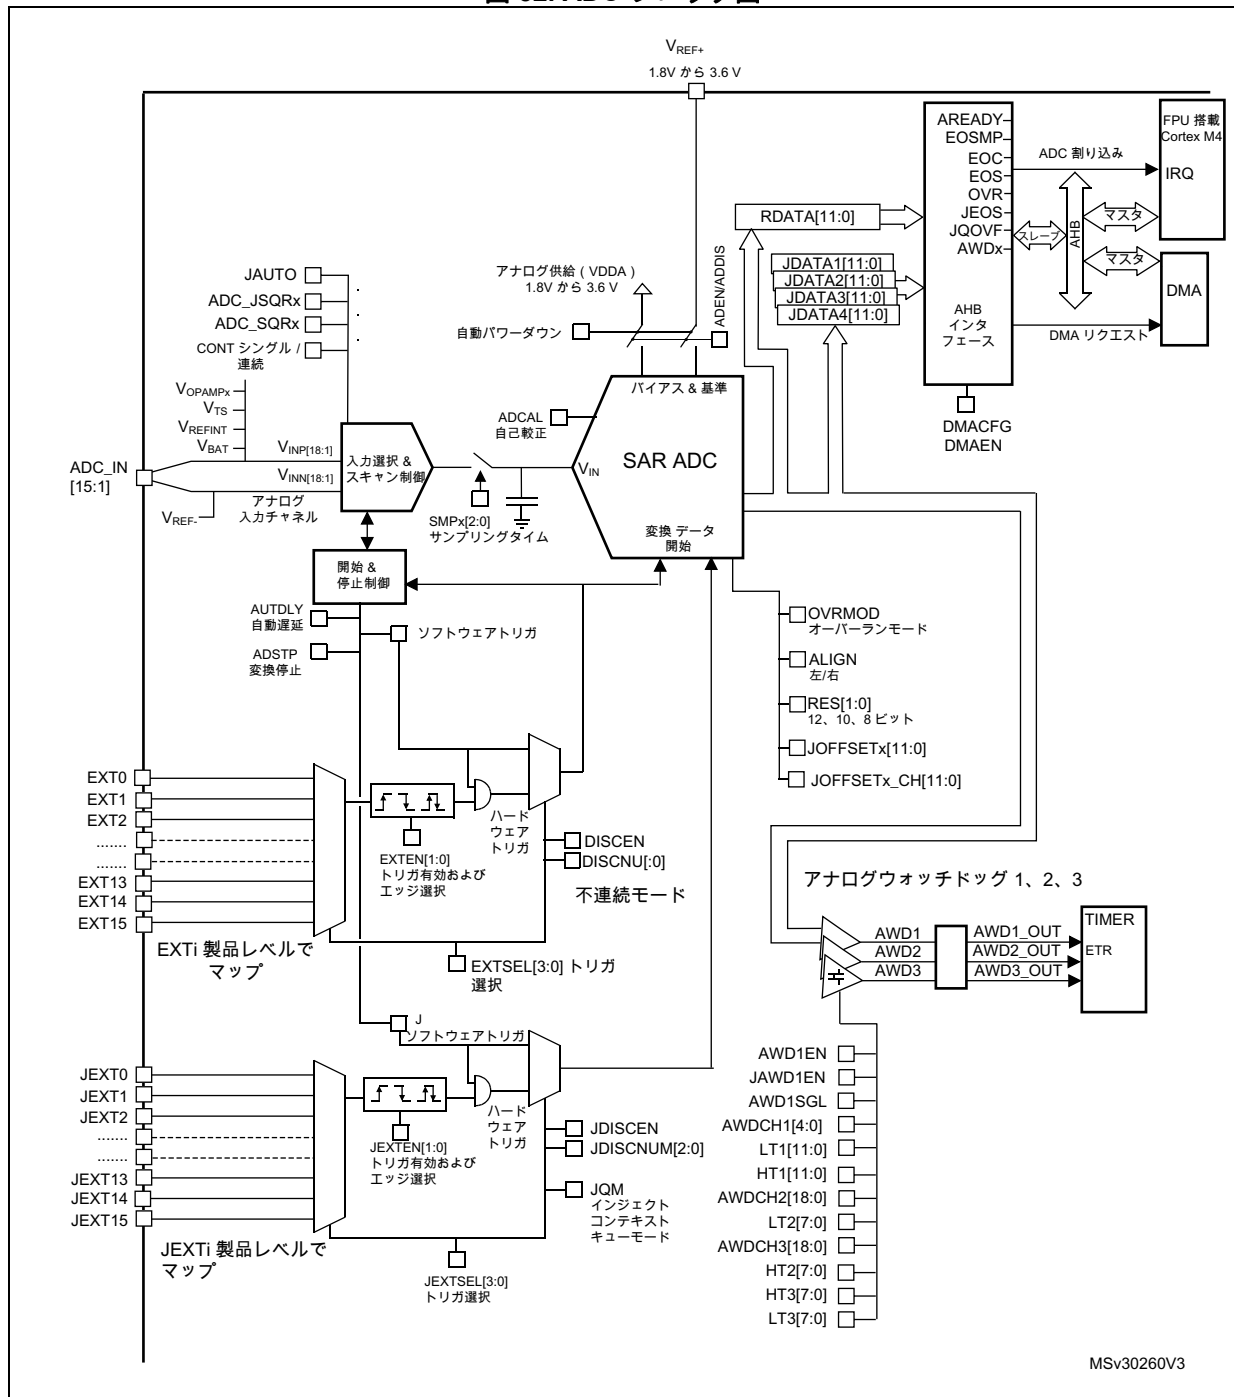 VREF+
1.8V から 3.6 V
AREADY
EOSMP
EOC
EOS
OVR
JEOS
JQOVF
AWDx
AHB
インタ
フェース
ADC 割り込み
FPU 搭載
Cortex M4
IRQ
スレーブ
AHB
マスタ
マスタ
DMA
DMA リクエスト
DMACFG
DMAEN
RDATA[11:0]
JDATA1[11:0]
JDATA2[11:0]
JDATA3[11:0]
JDATA4[11:0]
アナログ供給 ( VDDA )
1.8V から 3.6 V
自動パワーダウン
ADEN/ADDIS
JAUTO
ADC_JSQRx
ADC_SQRx
CONT シングル /
連続
VOPAMPx
VTS
VREFINT
VBAT
ADC_IN
[15:1]
VINP[18:1]
VINN[18:1]
VREF-
アナログ
入力チャネル
入力選択 &
スキャン制御
ADCAL
自己較正
SMPx[2:0]
サンプリングタイム
バイアス & 基準
SAR ADC
VIN
変換 データ
開始
開始 &
停止制御
AUTDLY
自動遅延
ADSTP
変換停止
ソフトウェアトリガ
OVRMOD
オーバーランモード
ALIGN
左/右
RES[1:0]
12、10、8 ビット
JOFFSETx[11:0]
JOFFSETx_CH[11:0]
EXT0
EXT1
EXT2
.......
.......
EXT13
EXT14
EXT15
EXTi 製品レベルで
マップ
EXTEN[1:0]
トリガ有効および
エッジ選択
ハード
ウェア
トリガ
DISCEN
DISCNU[:0]
不連続モード
EXTSEL[3:0] トリガ
選択
アナログウォッチドッグ 1、2、3
AWD1
AWD2
AWD3
AWD1_OUT
AWD2_OUT
AWD3_OUT
TIMER
ETR
J
ソフトウェアトリガ
JEXT0
JEXT1
JEXT2
.......
.......
JEXT13
JEXT14
JEXT15
JEXTi 製品レベルで
マップ
JEXTEN[1:0]
トリガ有効および
エッジ選択
ハード
ウェア
トリガ
JDISCEN
JDISCNUM[2:0]
JQM
インジェクト
コンテキスト
キューモード
JEXTSEL[3:0]
トリガ選択
AWD1EN
JAWD1EN
AWD1SGL
AWDCH1[4:0]
LT1[11:0]
HT1[11:0]
AWDCH2[18:0]
LT2[7:0]
AWDCH3[18:0]
HT2[7:0]
HT3[7:0]
LT3[7:0]
MSv30260V3